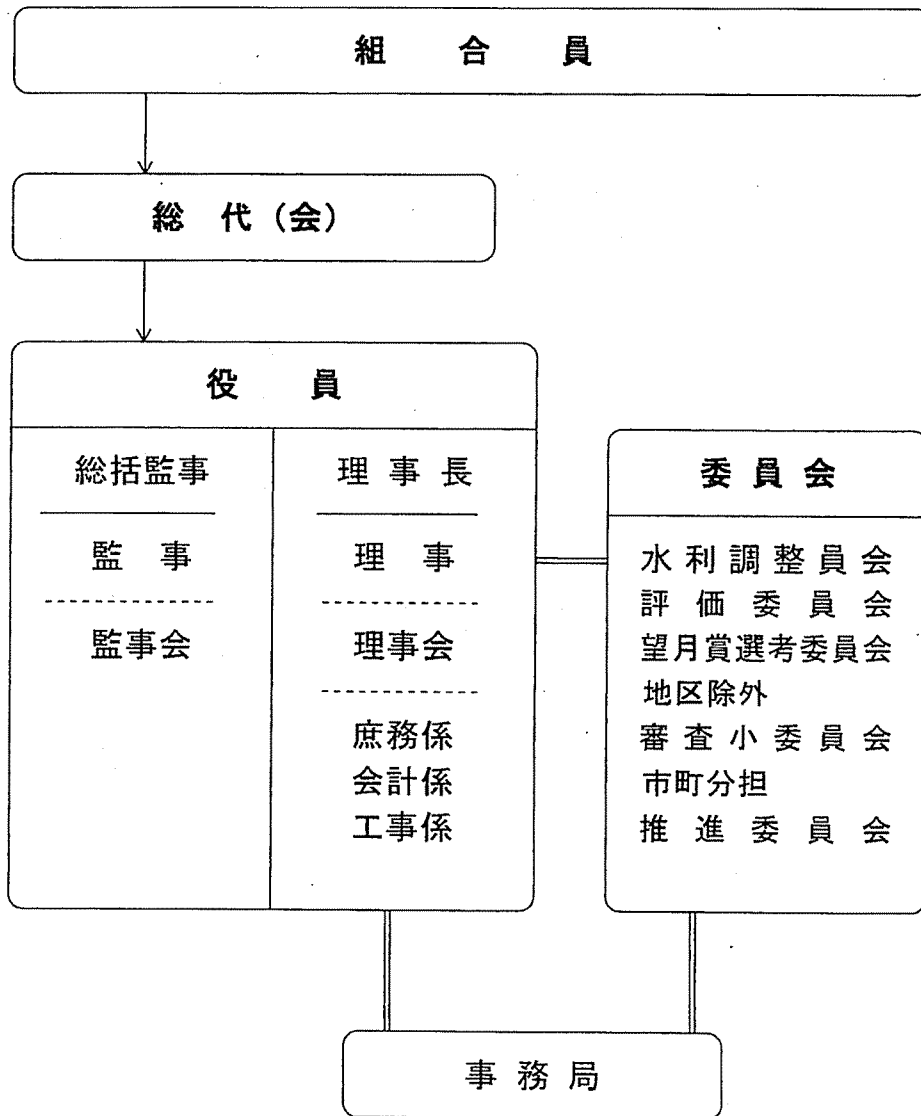 組合員
総代(会)
役員
総括監事
監事
監事会
理事長
理事
理事会
庶務係
会計係
工事係
委員会
水利調整員会
評価委員会
望月賞選考委員会
地区除外
審査小委員会
市町分担
推進委員会
事務局